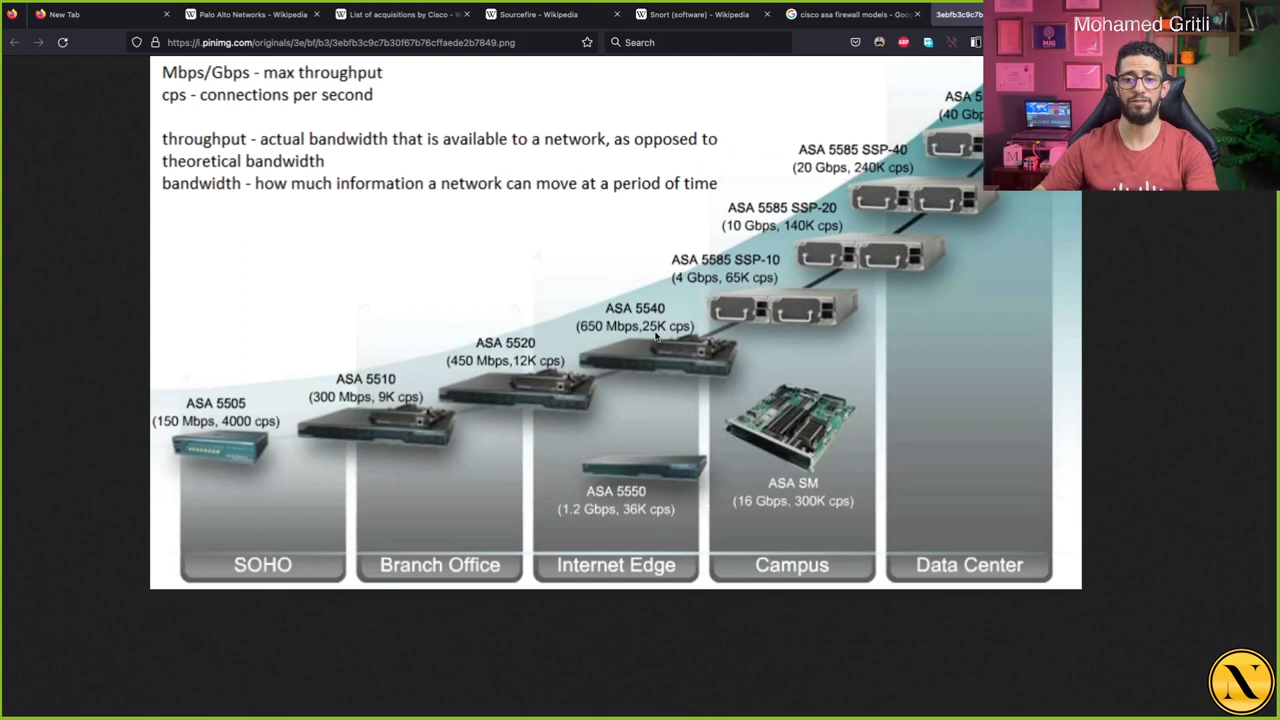 New Tab
Palo Alto Networks - Wikipedia
List of acquisitions by Cisco - W
Sourcefire - Wikipedia
Snort (software) - Wikipedia
cisco asa firewall models - Goog
3ebfb3c9c7b
https://i.pinimg.com/originals/3e/bf/b3/3ebfb3c9c7b30f67b76cffaede2b7849.png
Search
Mohamed Gritli
Mbps/Gbps - max throughput
cps - connections per second
throughput - actual bandwidth that is available to a network, as opposed to
theoretical bandwidth
bandwidth - how much information a network can move at a period of time
ASA 5
(40 Gbp
ASA 5585 SSP-40
(20 Gbps, 240K cps)
ASA 5585 SSP-20
(10 Gbps, 140K cps)
ASA 5585 SSP-10
(4 Gbps, 65K cps)
ASA 5540
(650 Mbps,25K cps)
ASA 5520
(450 Mbps,12K cps)
ASA 5510
(300 Mbps, 9K cps)
ASA 5505
(150 Mbps, 4000 cps)
ASA 5550
(1.2 Gbps, 36K cps)
ASA SM
(16 Gbps, 300K cps)
SOHO
Branch Office
Internet Edge
Campus
Data Center
N